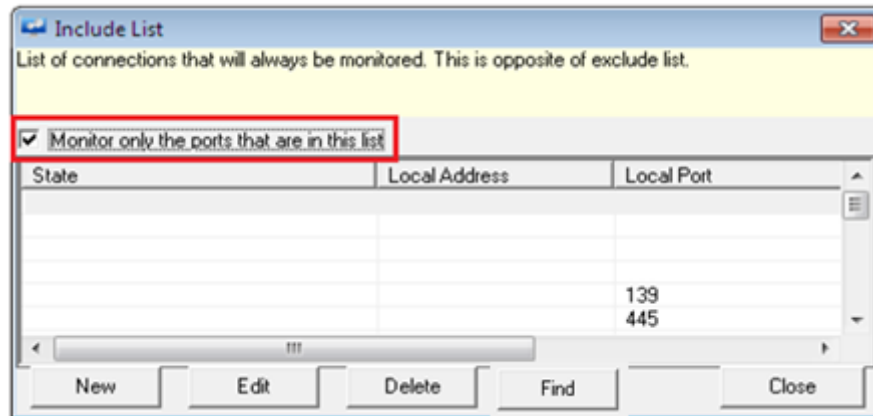 Include List
List of connections that will always be monitored. This is opposite of exclude list.
Monitor only the ports that are in this list
State Local Address Local Port
139
445
New Edit Delete Find Close